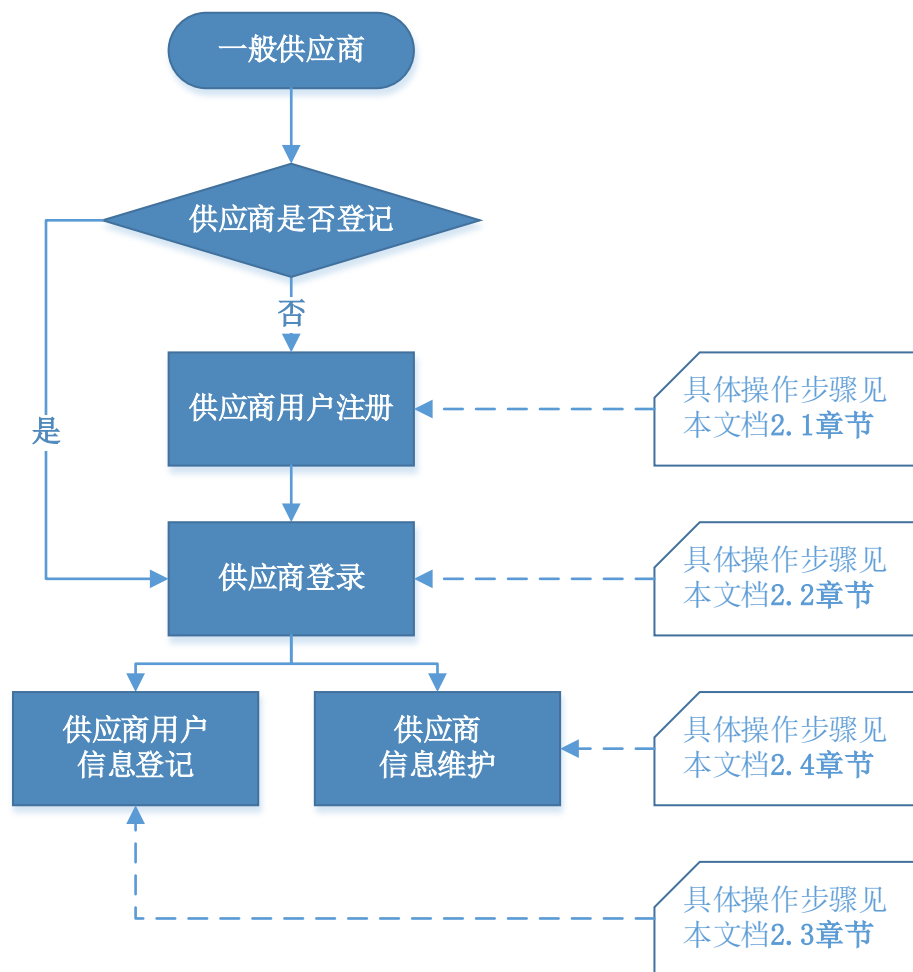 一般供应商
供应商是否登记
否
是
供应商用户注册
具体操作步骤见
本文档2.1章节
供应商登录
具体操作步骤见
本文档2.2章节
供应商用户
信息登记
供应商
信息维护
具体操作步骤见
本文档2.4章节
具体操作步骤见
本文档2.3章节